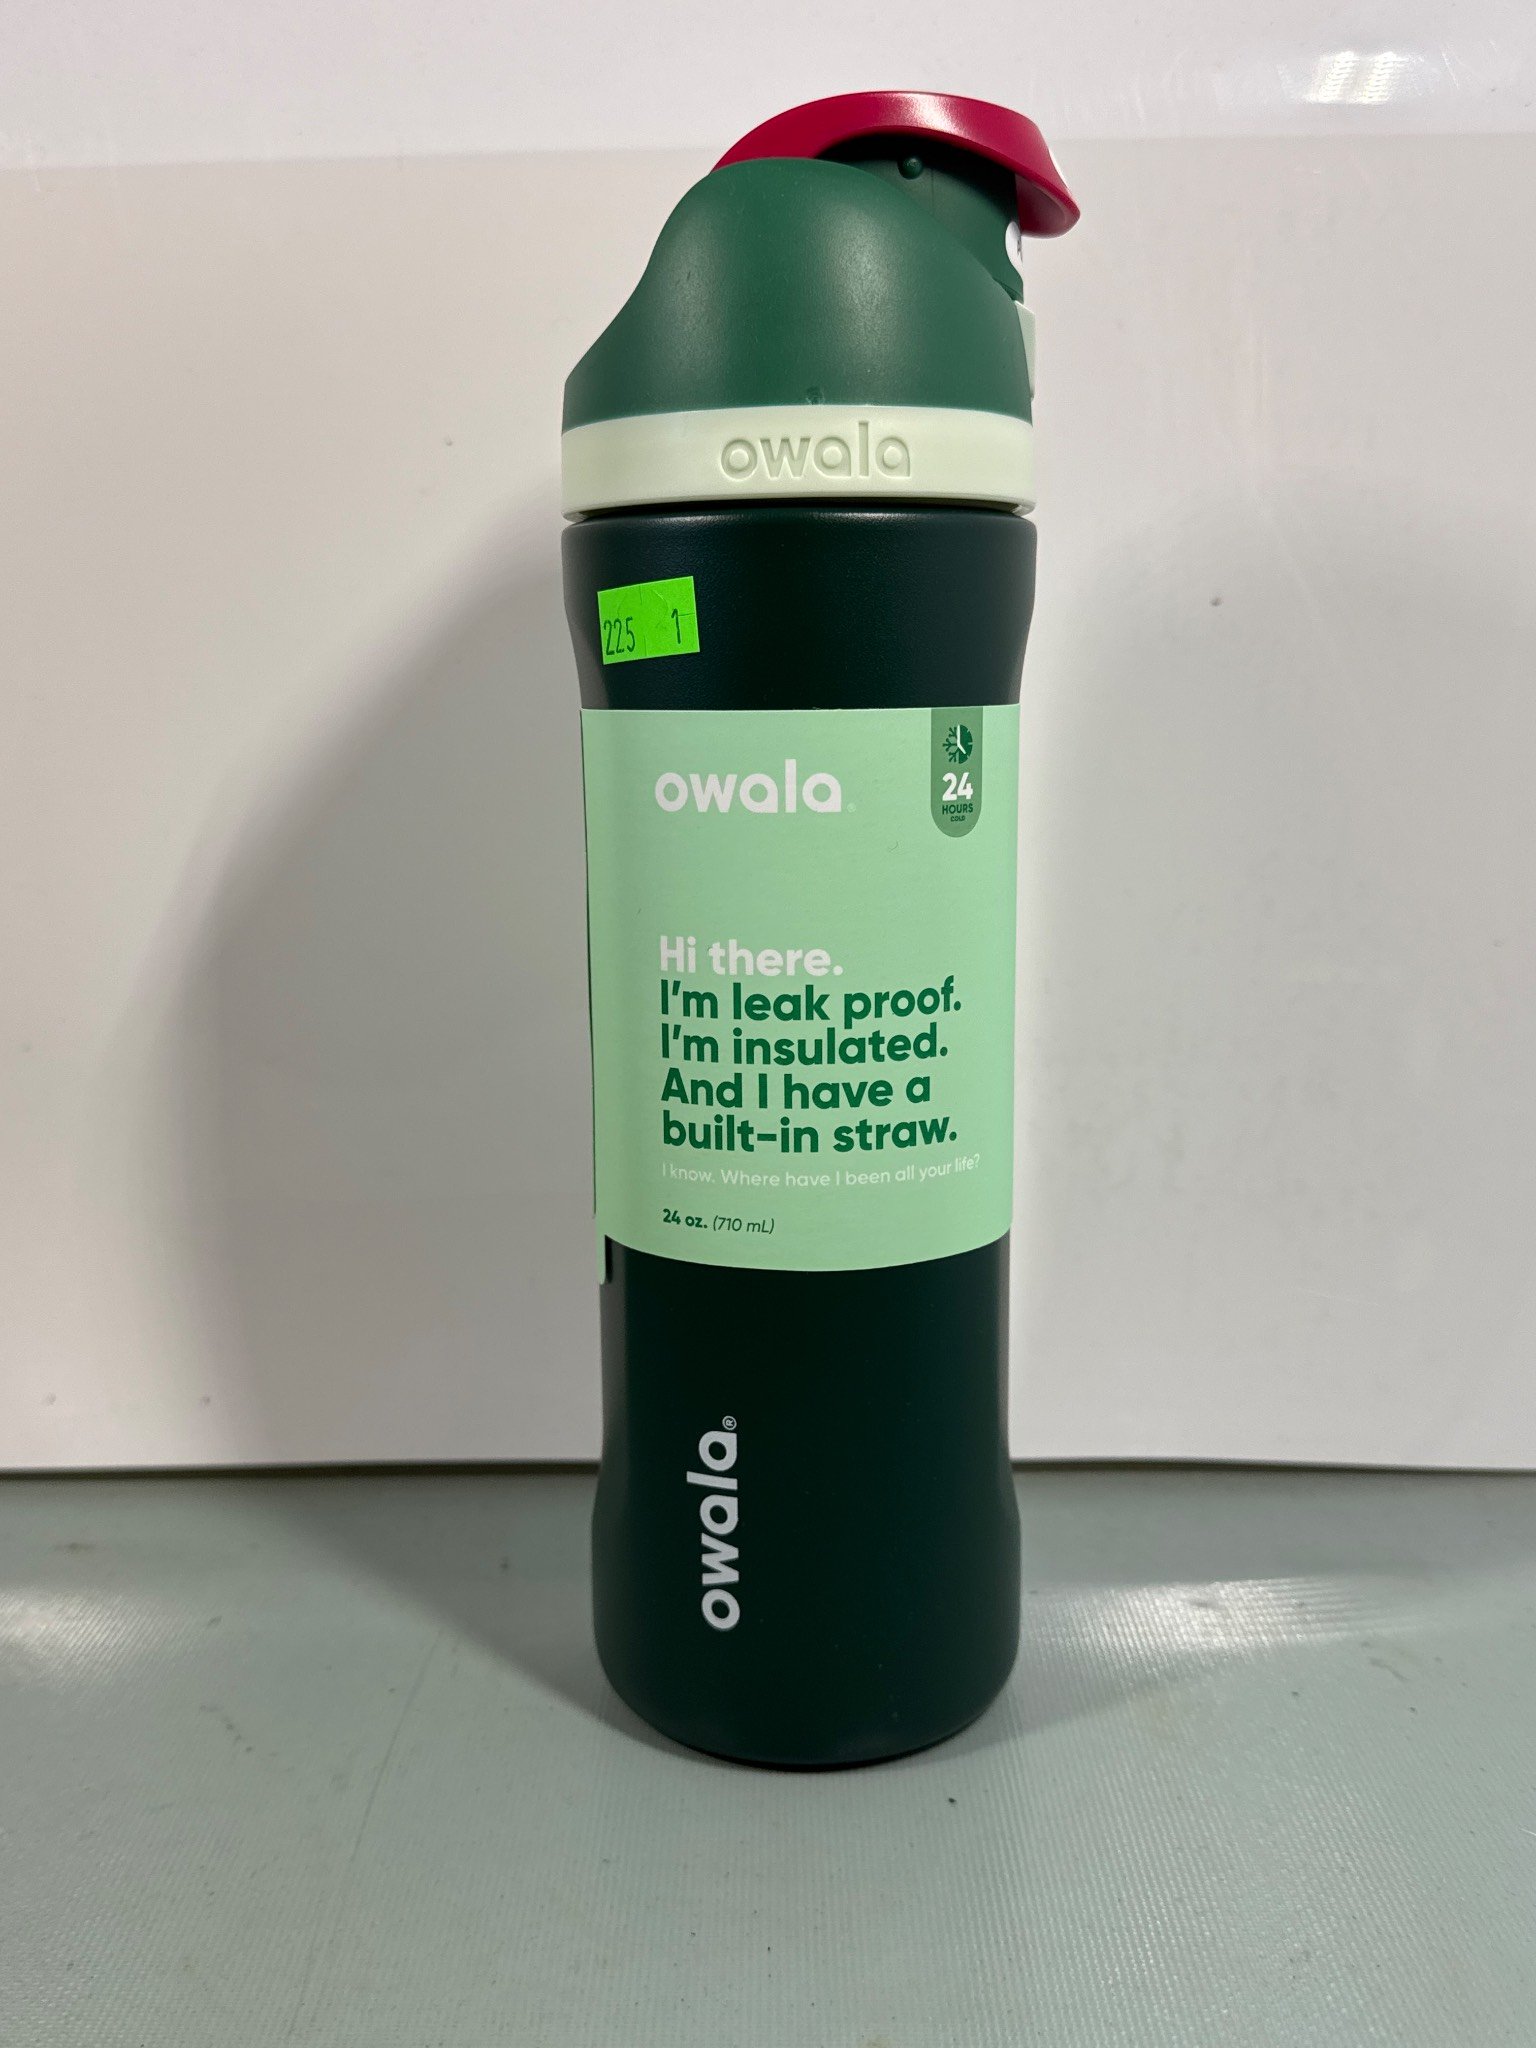 owala
225 1
owala®
24
HOURS
COLD
Hi there.
I'm leak proof.
I'm insulated.
And I have a
built-in straw.
I know. Where have I been all your life?
24 oz. (710 mL)
owala®